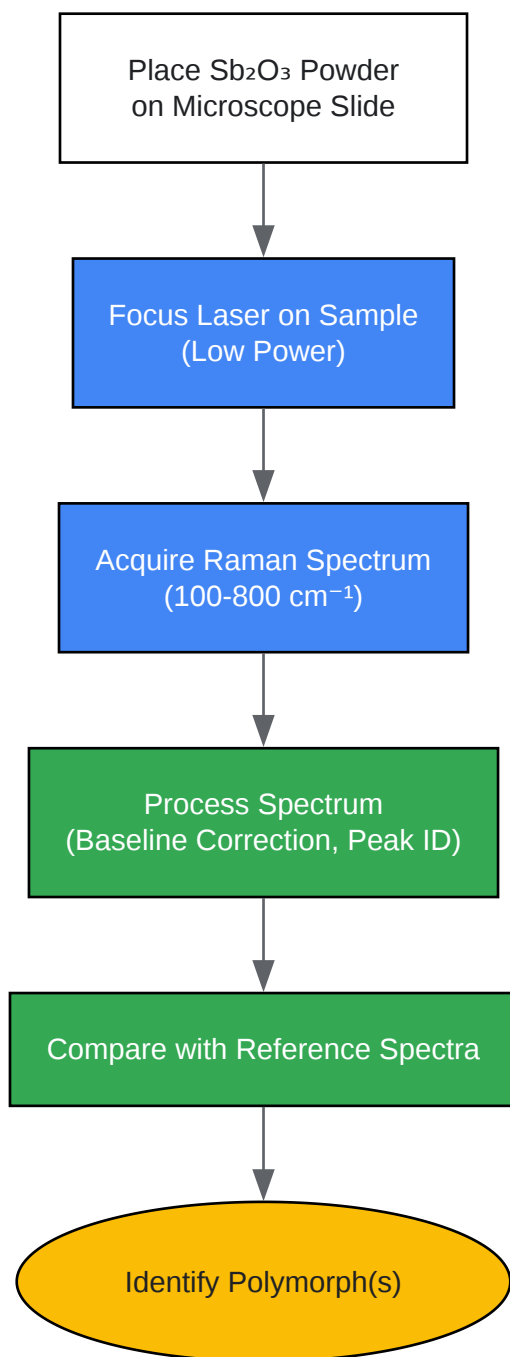 Place Sb₂O₃ Powder
on Microscope Slide
Focus Laser on Sample
(Low Power)
Acquire Raman Spectrum
(100-800 cm⁻¹)
Process Spectrum
(Baseline Correction, Peak ID)
Compare with Reference Spectra
Identify Polymorph(s)